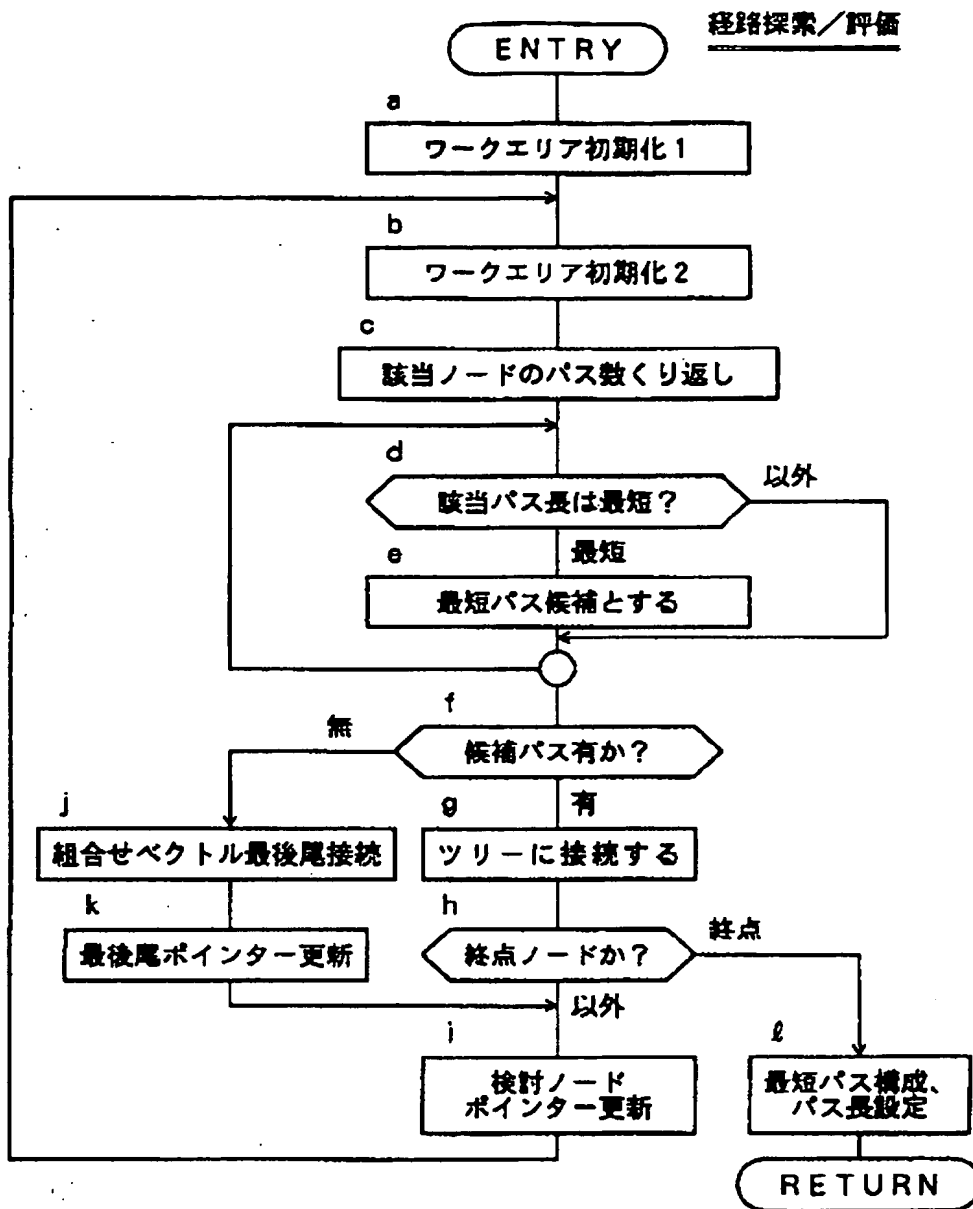 経路探索/評価
ENTRY
a
ワークエリア初期化1
b
ワークエリア初期化2
c
該当ノードのパス数くり返し
d
該当パス長は最短?
以外
最短
e
最短パス候補とする
f
無
候補パス有か?
有
j
組合せベクトル最後尾接続
g
ツリーに接続する
k
最後尾ポインター更新
h
終点ノードか?
終点
以外
i
検討ノード
ポインター更新
ℓ
最短パス構成、
パス長設定
RETURN